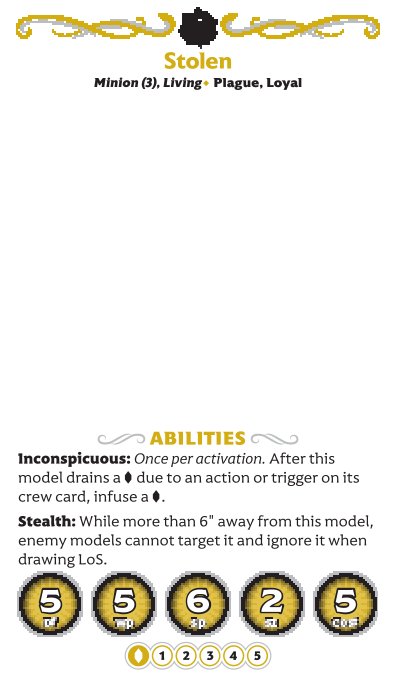 Stolen
Minion (3), Living Plague, Loyal
ABILITIES
Inconspicuous: Once per activation. After this
model drains a due to an action or trigger on its
crew card, infuse a .
Stealth: While more than 6" away from this model,
enemy models cannot target it and ignore it when
drawing LoS.
5 5 6 2 5
Df Wp Sp Sz Cost
1 2 3 4 5